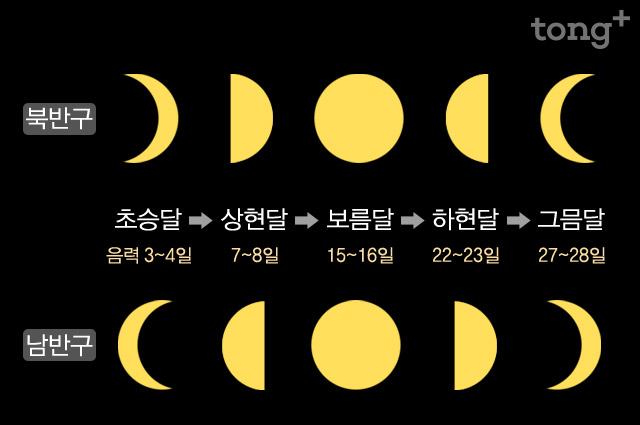 tong+
북반구
초승달 → 상현달 → 보름달 → 하현달 → 그믐달
음력 3~4일 7~8일 15~16일 22~23일 27~28일
남반구